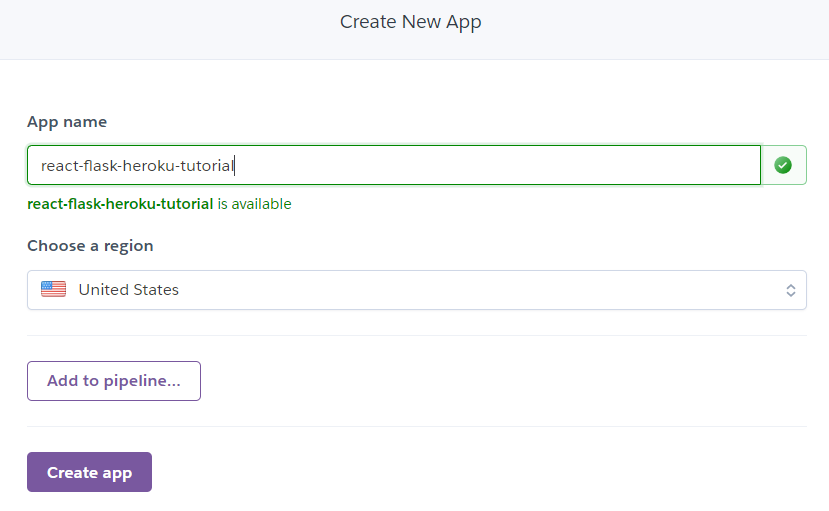 Create New App
App name
react-flask-heroku-tutorial
react-flask-heroku-tutorial is available
Choose a region
United States
Add to pipeline...
Create app